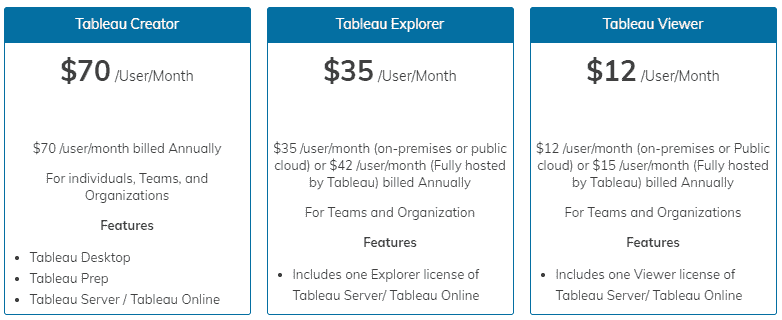 Tableau Creator
$70 /User/Month
$70 /user/month billed Annually
For individuals, Teams, and
Organizations
Features
• Tableau Desktop
• Tableau Prep
• Tableau Server / Tableau Online
Tableau Explorer
$35 /User/Month
$35 /user/month (on-premises or public
cloud) or $42 /user/month (Fully hosted
by Tableau) billed Annually
For Teams and Organization
Features
• Includes one Explorer license of
Tableau Server/ Tableau Online
Tableau Viewer
$12 /User/Month
$12 /user/month (on-premises or Public
cloud) or $15 /user/month (Fully hosted
by Tableau) billed Annually
For Teams and Organizations
Features
• Includes one Viewer license of
Tableau Server/ Tableau Online